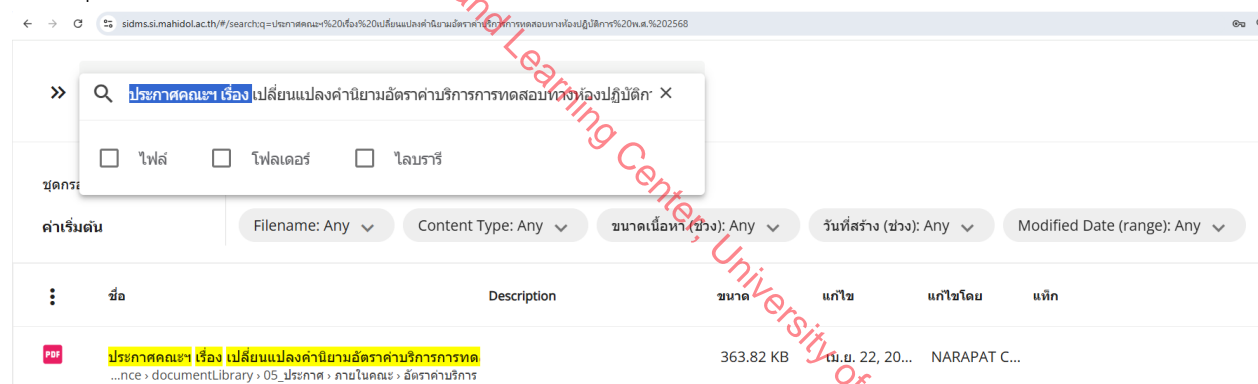 sidms.si.mahidol.ac.th/#/search;q=ประกาศคณะฯ%20เรื่อง%20เปลี่ยนแปลงคำนิยามอัตราค่าบริการการทดสอบทางห้องปฏิบัติการ%20พ.ศ.%202568
ประกาศคณะฯ เรื่อง เปลี่ยนแปลงคำนิยามอัตราค่าบริการการทดสอบทางห้องปฏิบัติก
ไฟล์ โฟลเดอร์ ไลบรารี
ชุดกรอ
ค่าเริ่มต้น Filename: Any Content Type: Any ขนาดเนื้อหา (ช่วง): Any วันที่สร้าง (ช่วง): Any Modified Date (range): Any
ชื่อ Description ขนาด แก้ไข แก้ไขโดย แท็ก
PDF ประกาศคณะฯ เรื่อง เปลี่ยนแปลงคำนิยามอัตราค่าบริการการทด 363.82 KB เม.ย. 22, 20... NARAPAT C...
...nce › documentLibrary › 05_ประกาศ › ภายในคณะ › อัตราค่าบริการ
and Learning Center, University of